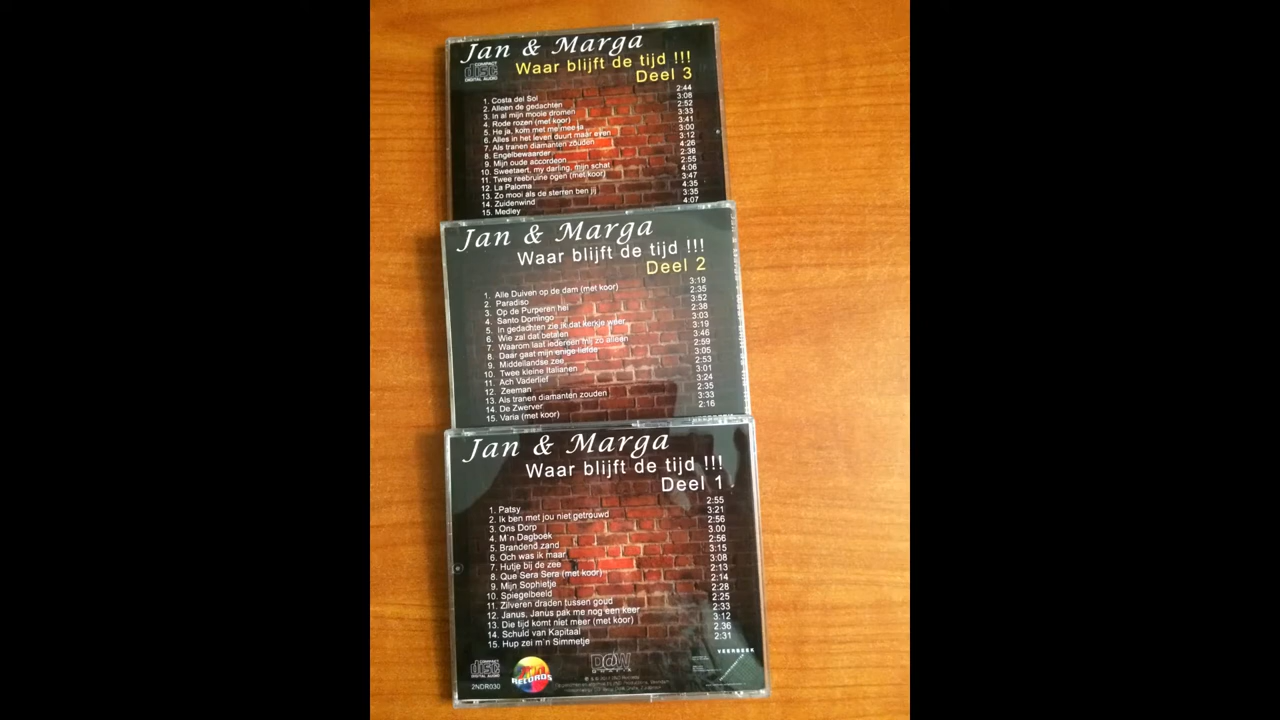 Jan & Marga
COMPACT
disc
DIGITAL AUDIO
Waar blijft de tijd !!!
Deel 3
1. Costa del Sol 2:44
2. Alleen de gedachten 3:08
3. In al mijn mooie dromen 2:52
4. Rode rozen (met koor) 3:33
5. He ja, kom met me mee ja 3:41
6. Alles in het leven duurt maar even 3:00
7. Als tranen diamanten zouden 3:12
8. Engelbewaarder 4:26
9. Mijn oude accordeon 2:38
10. Sweetaert, my darling, mijn schat 2:55
11. Twee reebruine ogen (met koor) 4:06
12. La Paloma 3:47
13. Zo mooi als de sterren ben jij 4:35
14. Zuidenwind 3:35
15. Medley 4:07
Jan & Marga
Waar blijft de tijd !!!
Deel 2
1. Alle Duiven op de dam (met koor) 3:19
2. Paradiso 2:35
3. Op de Purperen hei 3:52
4. Santo Domingo 2:38
5. In gedachten zie ik dat kerkje weer 3:03
6. Wie zal dat betalen 3:19
7. Waarom laat iedereen mij zo alleen 3:46
8. Daar gaat mijn enige liefde 2:59
9. Middellandse zee 3:05
10. Twee kleine Italianen 2:53
11. Ach Vaderlief 3:01
12. Zeeman 3:24
13. Als tranen diamanten zouden 2:35
14. De Zwerver 3:33
15. Varia (met koor) 2:16
Jan & Marga
Waar blijft de tijd !!!
Deel 1
1. Patsy 2:55
2. Ik ben met jou niet getrouwd 3:21
3. Ons Dorp 2:56
4. M'n Dagboek 3.00
5. Brandend zand 2:56
6. Och was ik maar 3:15
7. Hutje bij de zee 3:08
8. Que Sera Sera (met koor) 2:13
9. Mijn Sophietje 2:14
10. Spiegelbeeld 2:28
11. Zilveren draden tussen goud 2:25
12. Janus, Janus pak me nog een keer 2:33
13. Die tijd komt niet meer (met koor) 3:12
14. Schuld van Kapitaal 2.36
15. Hup zei m'n Simmetje 2:31
COMPACT
disc
DIGITAL AUDIO
2NDR030
RECORDS
D@W
VEERBEEK